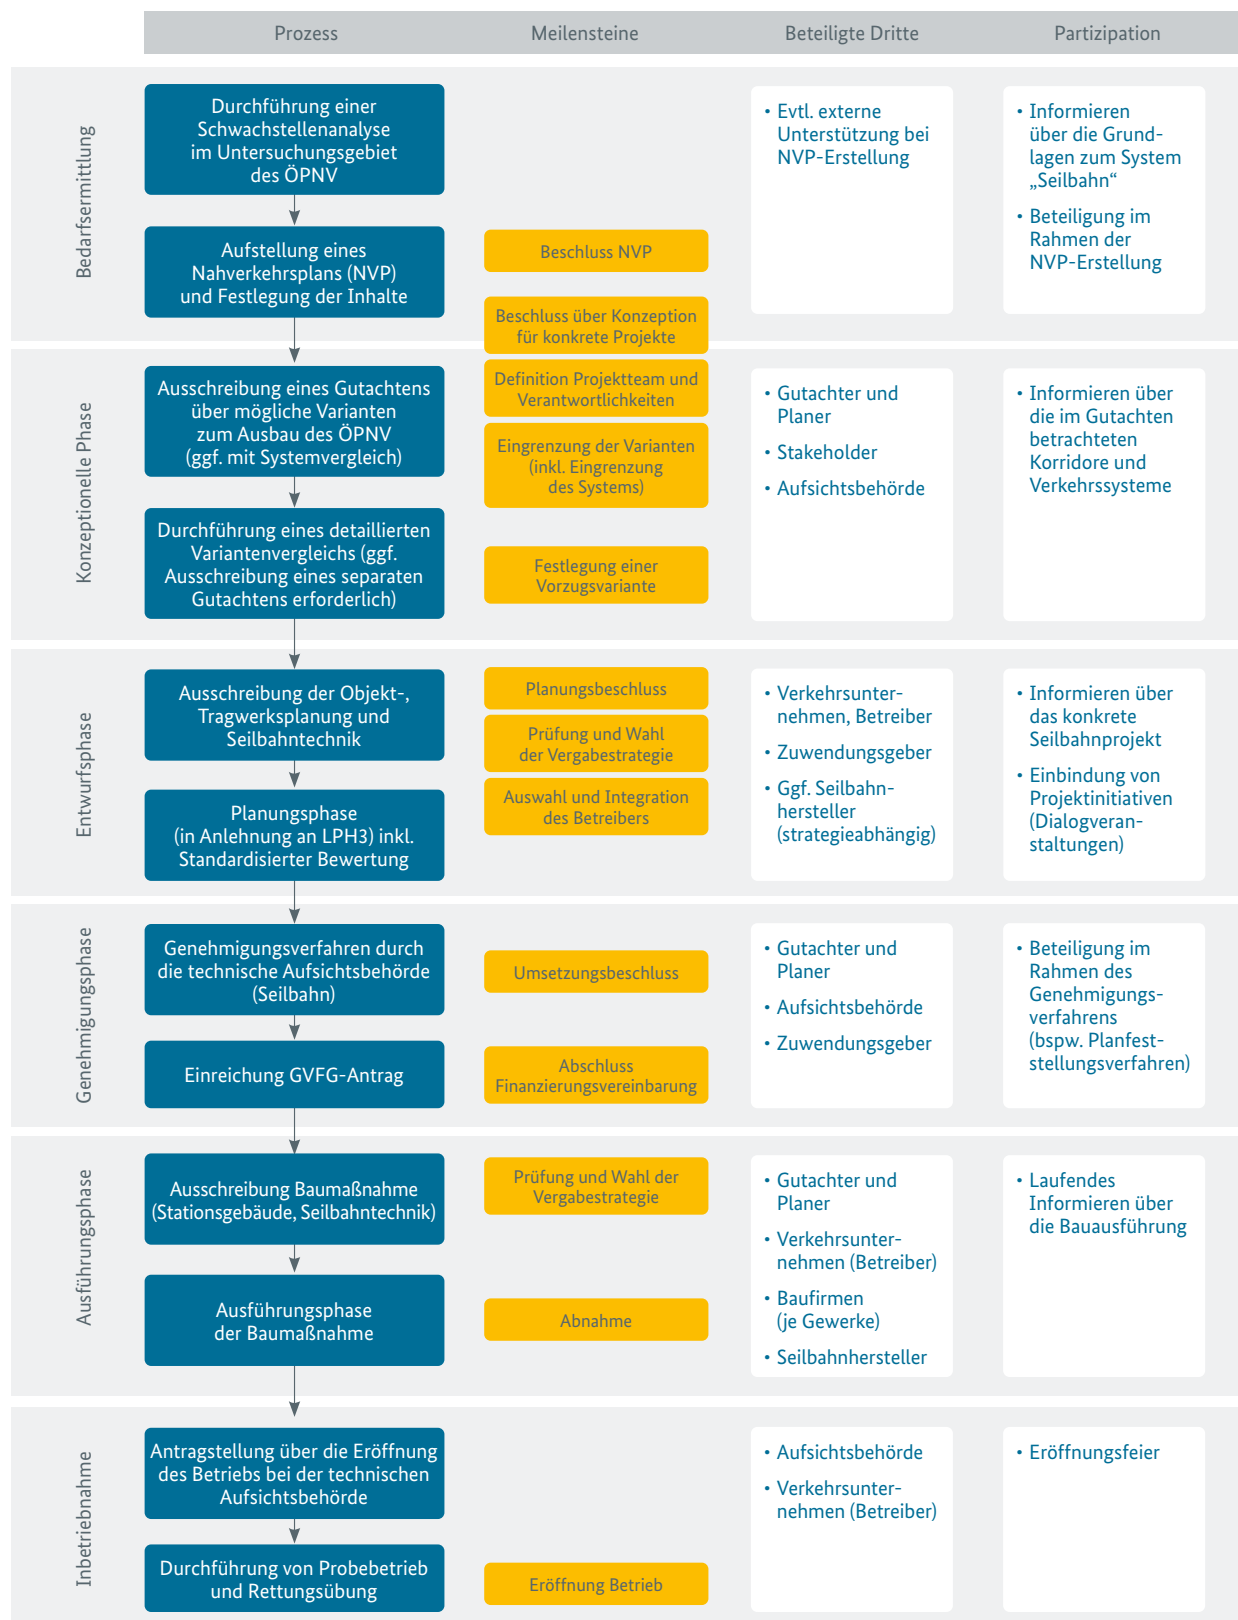 Prozess
Meilensteine
Beteiligte Dritte
Partizipation
Bedarfsermittlung
Durchführung einer
Schwachstellenanalyse
im Untersuchungsgebiet
des ÖPNV
Aufstellung eines
Nahverkehrsplans (NVP)
und Festlegung der Inhalte
Beschluss NVP
Beschluss über Konzeption
für konkrete Projekte
• Evtl. externe
Unterstützung bei
NVP-Erstellung
• Informieren
über die Grund-
lagen zum System
„Seilbahn“
• Beteiligung im
Rahmen der
NVP-Erstellung
Konzeptionelle Phase
Ausschreibung eines Gutachtens
über mögliche Varianten
zum Ausbau des ÖPNV
(ggf. mit Systemvergleich)
Durchführung eines detaillierten
Variantenvergleichs (ggf.
Ausschreibung eines separaten
Gutachtens erforderlich)
Definition Projektteam und
Verantwortlichkeiten
Eingrenzung der Varianten
(inkl. Eingrenzung
des Systems)
Festlegung einer
Vorzugsvariante
• Gutachter und
Planer
• Stakeholder
• Aufsichtsbehörde
• Informieren über
die im Gutachten
betrachteten
Korridore und
Verkehrssysteme
Entwurfsphase
Ausschreibung der Objekt-,
Tragwerksplanung und
Seilbahntechnik
Planungsphase
(in Anlehnung an LPH3) inkl.
Standardisierter Bewertung
Planungsbeschluss
Prüfung und Wahl
der Vergabestrategie
Auswahl und Integration
des Betreibers
• Verkehrsunter-
nehmen, Betreiber
• Zuwendungsgeber
• Ggf. Seilbahn-
hersteller
(strategieabhängig)
• Informieren über
das konkrete
Seilbahnprojekt
• Einbindung von
Projektinitiativen
(Dialogveran-
staltungen)
Genehmigungsphase
Genehmigungsverfahren durch
die technische Aufsichtsbehörde
(Seilbahn)
Einreichung GVFG-Antrag
Umsetzungsbeschluss
Abschluss
Finanzierungsvereinbarung
• Gutachter und
Planer
• Aufsichtsbehörde
• Zuwendungsgeber
• Beteiligung im
Rahmen des
Genehmigungs-
verfahrens
(bspw. Planfest-
stellungsverfahren)
Ausführungsphase
Ausschreibung Baumaßnahme
(Stationsgebäude, Seilbahntechnik)
Ausführungsphase
der Baumaßnahme
Prüfung und Wahl der
Vergabestrategie
Abnahme
• Gutachter und
Planer
• Verkehrsunter-
nehmen (Betreiber)
• Baufirmen
(je Gewerke)
• Seilbahnhersteller
• Laufendes
Informieren über
die Bauausführung
Inbetriebnahme
Antragstellung über die Eröffnung
des Betriebs bei der technischen
Aufsichtsbehörde
Durchführung von Probebetrieb
und Rettungsübung
Eröffnung Betrieb
• Aufsichtsbehörde
• Verkehrsunter-
nehmen (Betreiber)
• Eröffnungsfeier